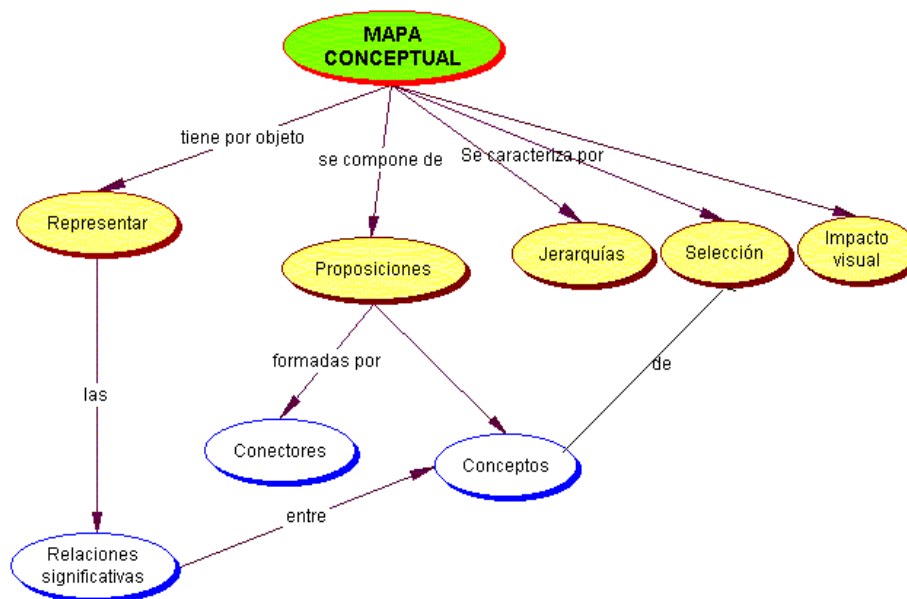 MAPA
CONCEPTUAL
tiene por objeto
se compone de
Se caracteriza por
Representar
Proposiciones
Jerarquías
Selección
Impacto
visual
formadas por
de
las
Conectores
Conceptos
entre
Relaciones
significativas